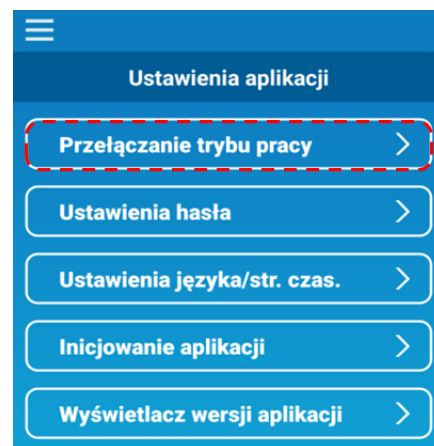 Ustawienia aplikacji
Przełączanie trybu pracy
Ustawienia hasła
Ustawienia języka/str. czas.
Inicjowanie aplikacji
Wyświetlacz wersji aplikacji